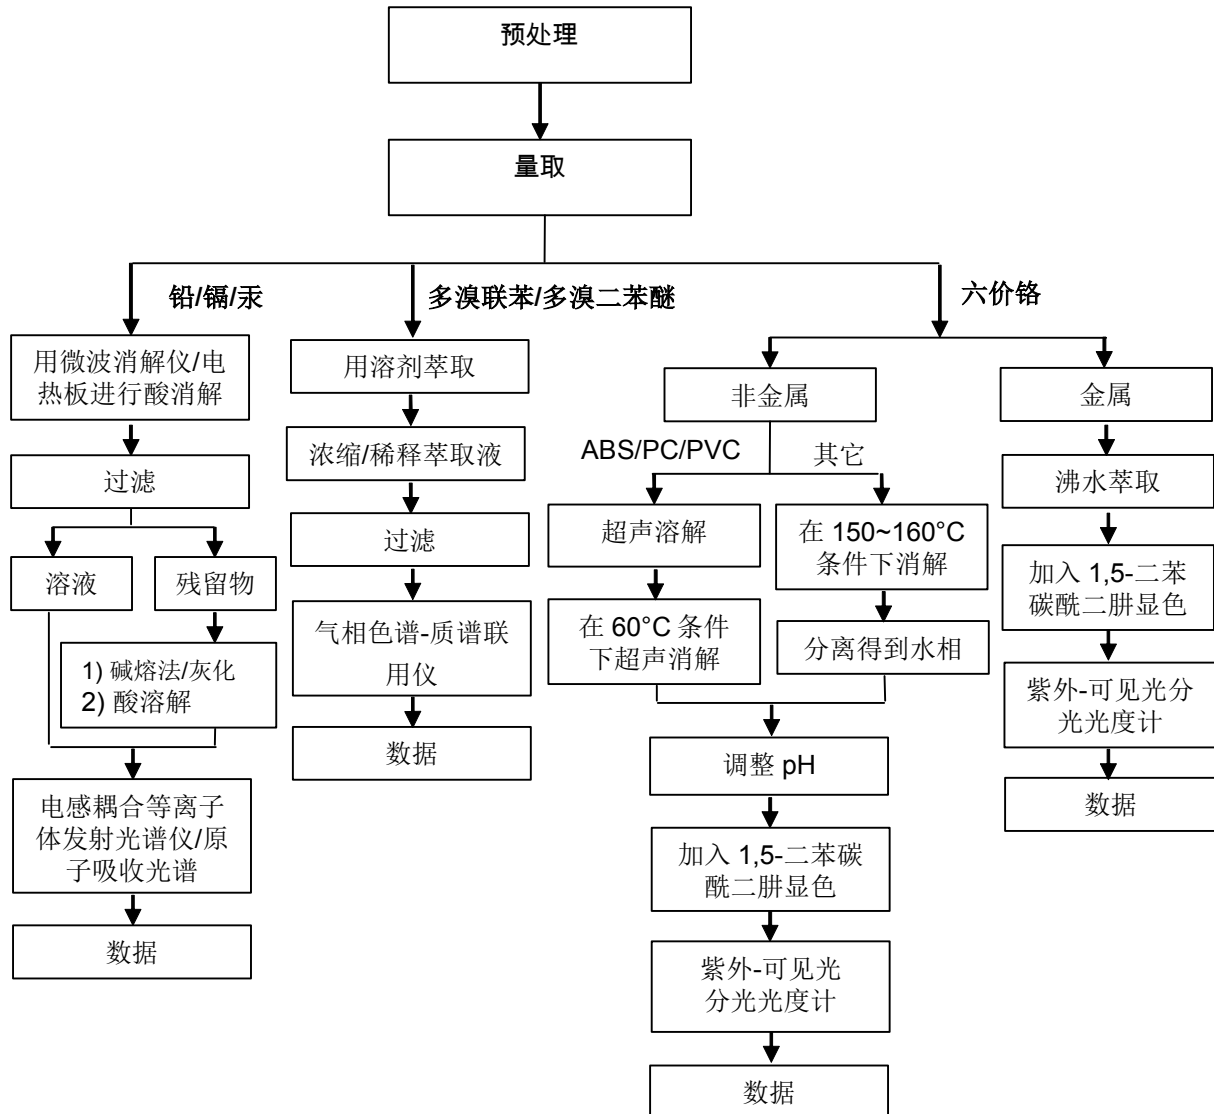 预处理
量取
铅/镉/汞
用微波消解仪/电
热板进行酸消解
过滤
溶液
残留物
1) 碱熔法/灰化
2) 酸溶解
电感耦合等离子
体发射光谱仪/原
子吸收光谱
数据
多溴联苯/多溴二苯醚
用溶剂萃取
浓缩/稀释萃取液
过滤
气相色谱-质谱联
用仪
数据
六价铬
非金属
ABS/PC/PVC
其它
超声溶解
在 60°C 条件
下超声消解
在 150~160°C
条件下消解
分离得到水相
调整 pH
加入 1,5-二苯碳
酰二肼显色
紫外-可见光
分光光度计
数据
金属
沸水萃取
加入 1,5-二苯
碳酰二肼显色
紫外-可见光分
光光度计
数据